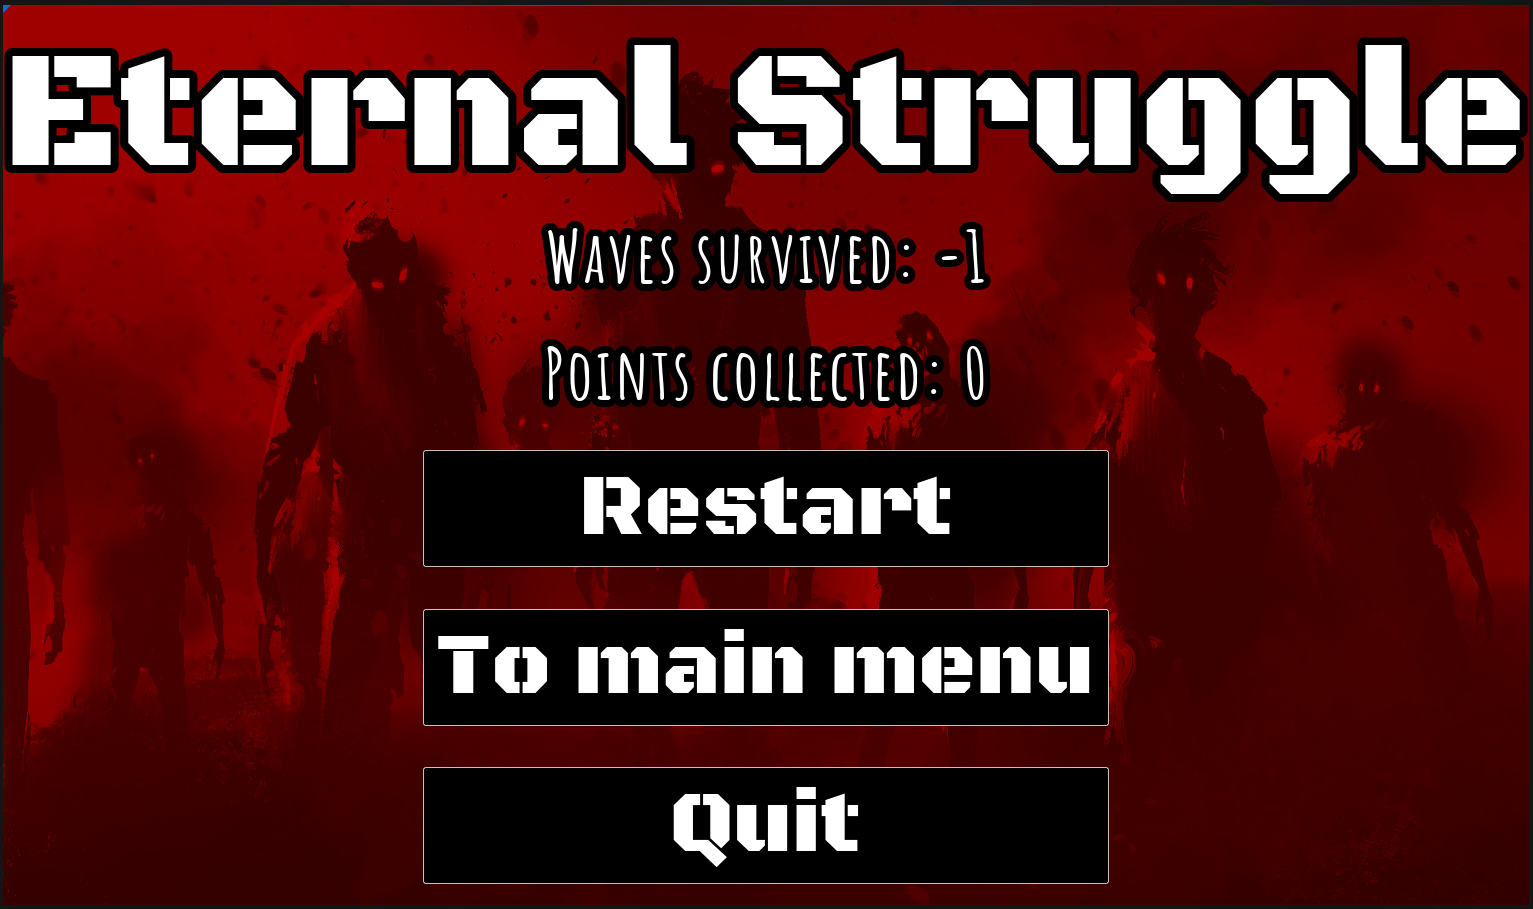 Eternal Struggle
Waves survived: -1
Points collected: 0
Restart
To main menu
Quit